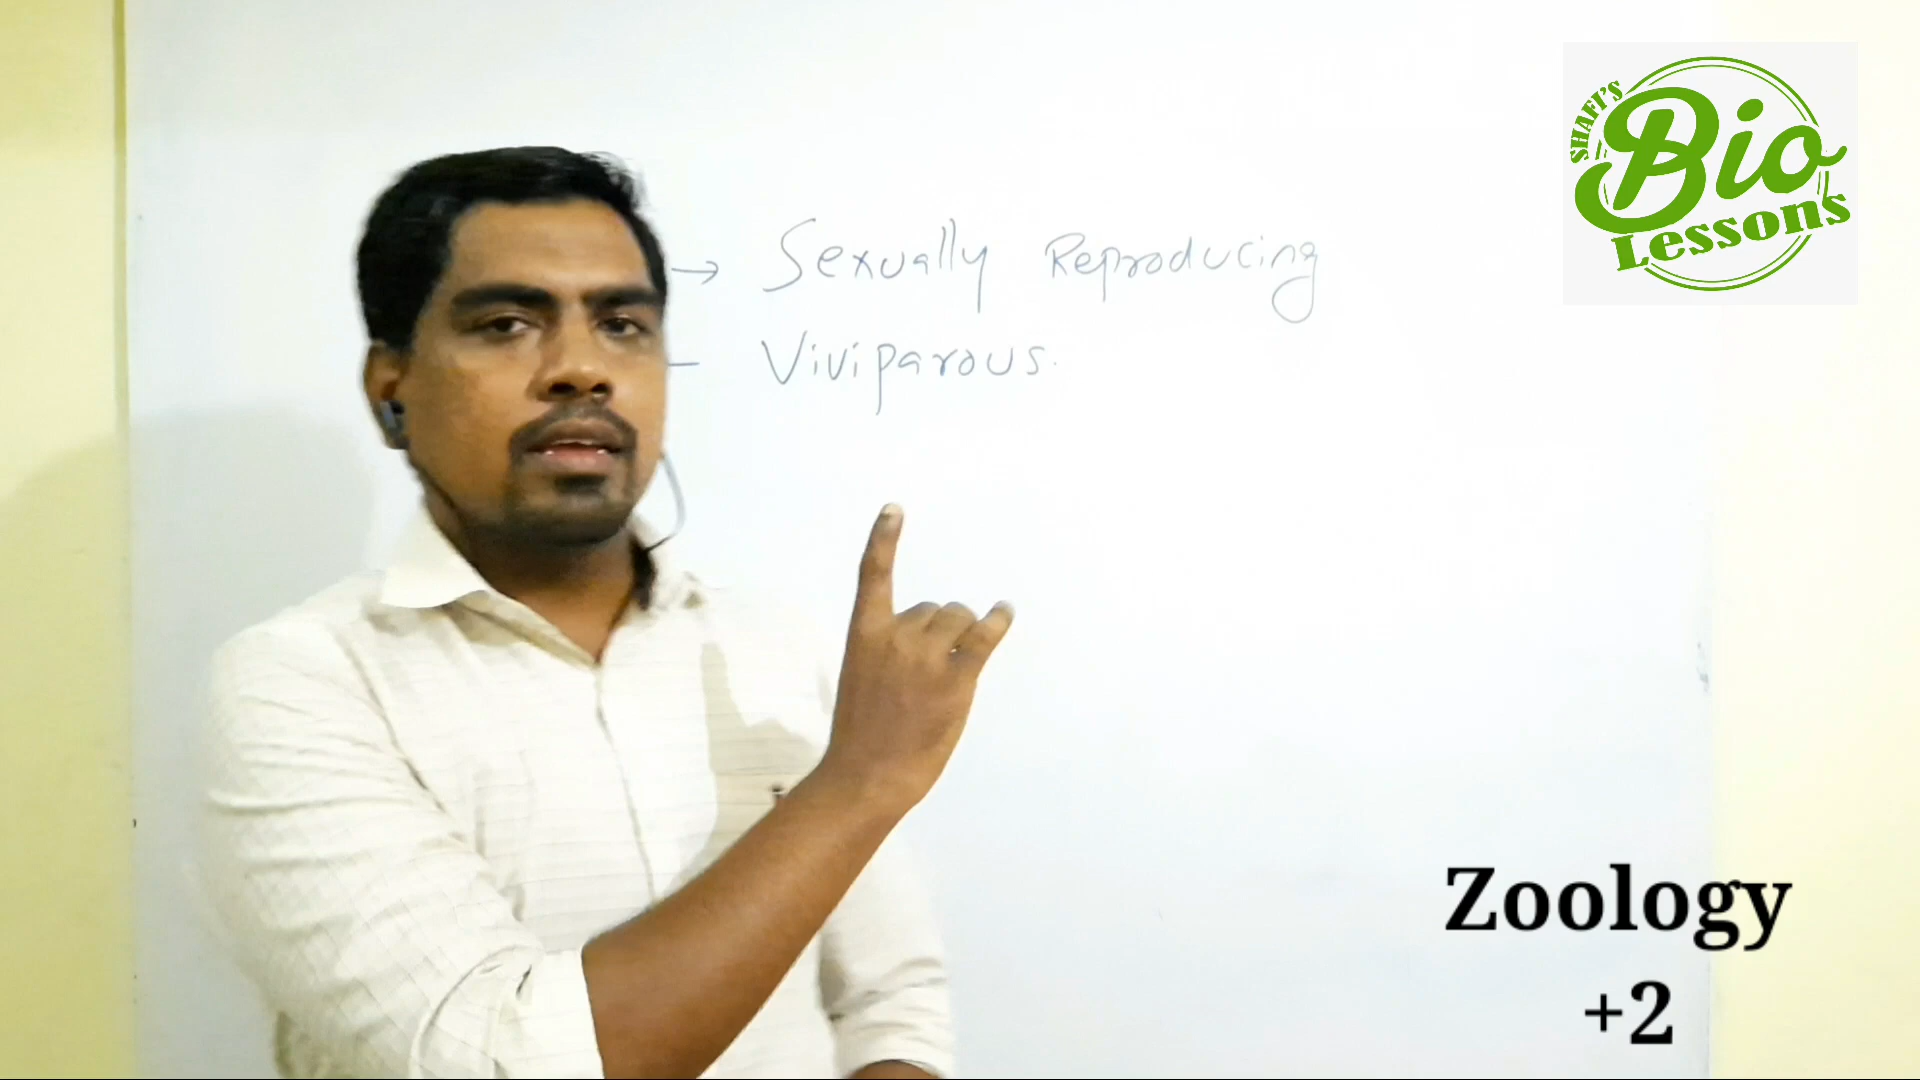 → Sexually Reproducing
- Viviparous.
SHAFI'S
Bio
Lessons
Zoology
+2